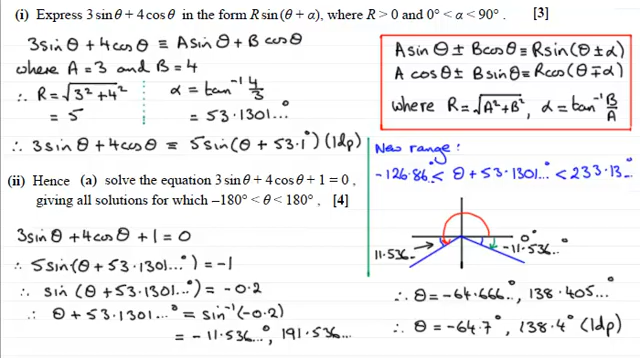 (i) Express 3 sin θ + 4 cos θ in the form R sin(θ + α), where R > 0 and 0° < α < 90°. [3]
3sinθ + 4cosθ ≡ Asinθ + Bcosθ
where A = 3 and B = 4
∴ R = √(3² + 4²)
= 5
α = tan⁻¹ 4/3
= 53·1301...°
∴ 3sinθ + 4cosθ ≡ 5sin(θ + 53·1°) (1dp)
Asinθ ± Bcosθ ≡ Rsin(θ ± α)
Acosθ ± Bsinθ ≡ Rcos(θ ∓ α)
where R = √(A² + B²), α = tan⁻¹ B/A
(ii) Hence (a) solve the equation 3 sin θ + 4 cos θ + 1 = 0,
giving all solutions for which −180° < θ < 180°. [4]
3sinθ + 4cosθ + 1 = 0
∴ 5sin(θ + 53·1301...°) = -1
∴ sin(θ + 53·1301...°) = -0·2
∴ θ + 53·1301...° = sin⁻¹(-0·2)
= -11·536...°, 191·536...
New range:
-126·86° < θ + 53·1301...° < 233·13...°
0°
11·536...
-11·536...°
∴ θ = -64·666...°, 138·405...°
∴ θ = -64·7°, 138·4° (1dp)